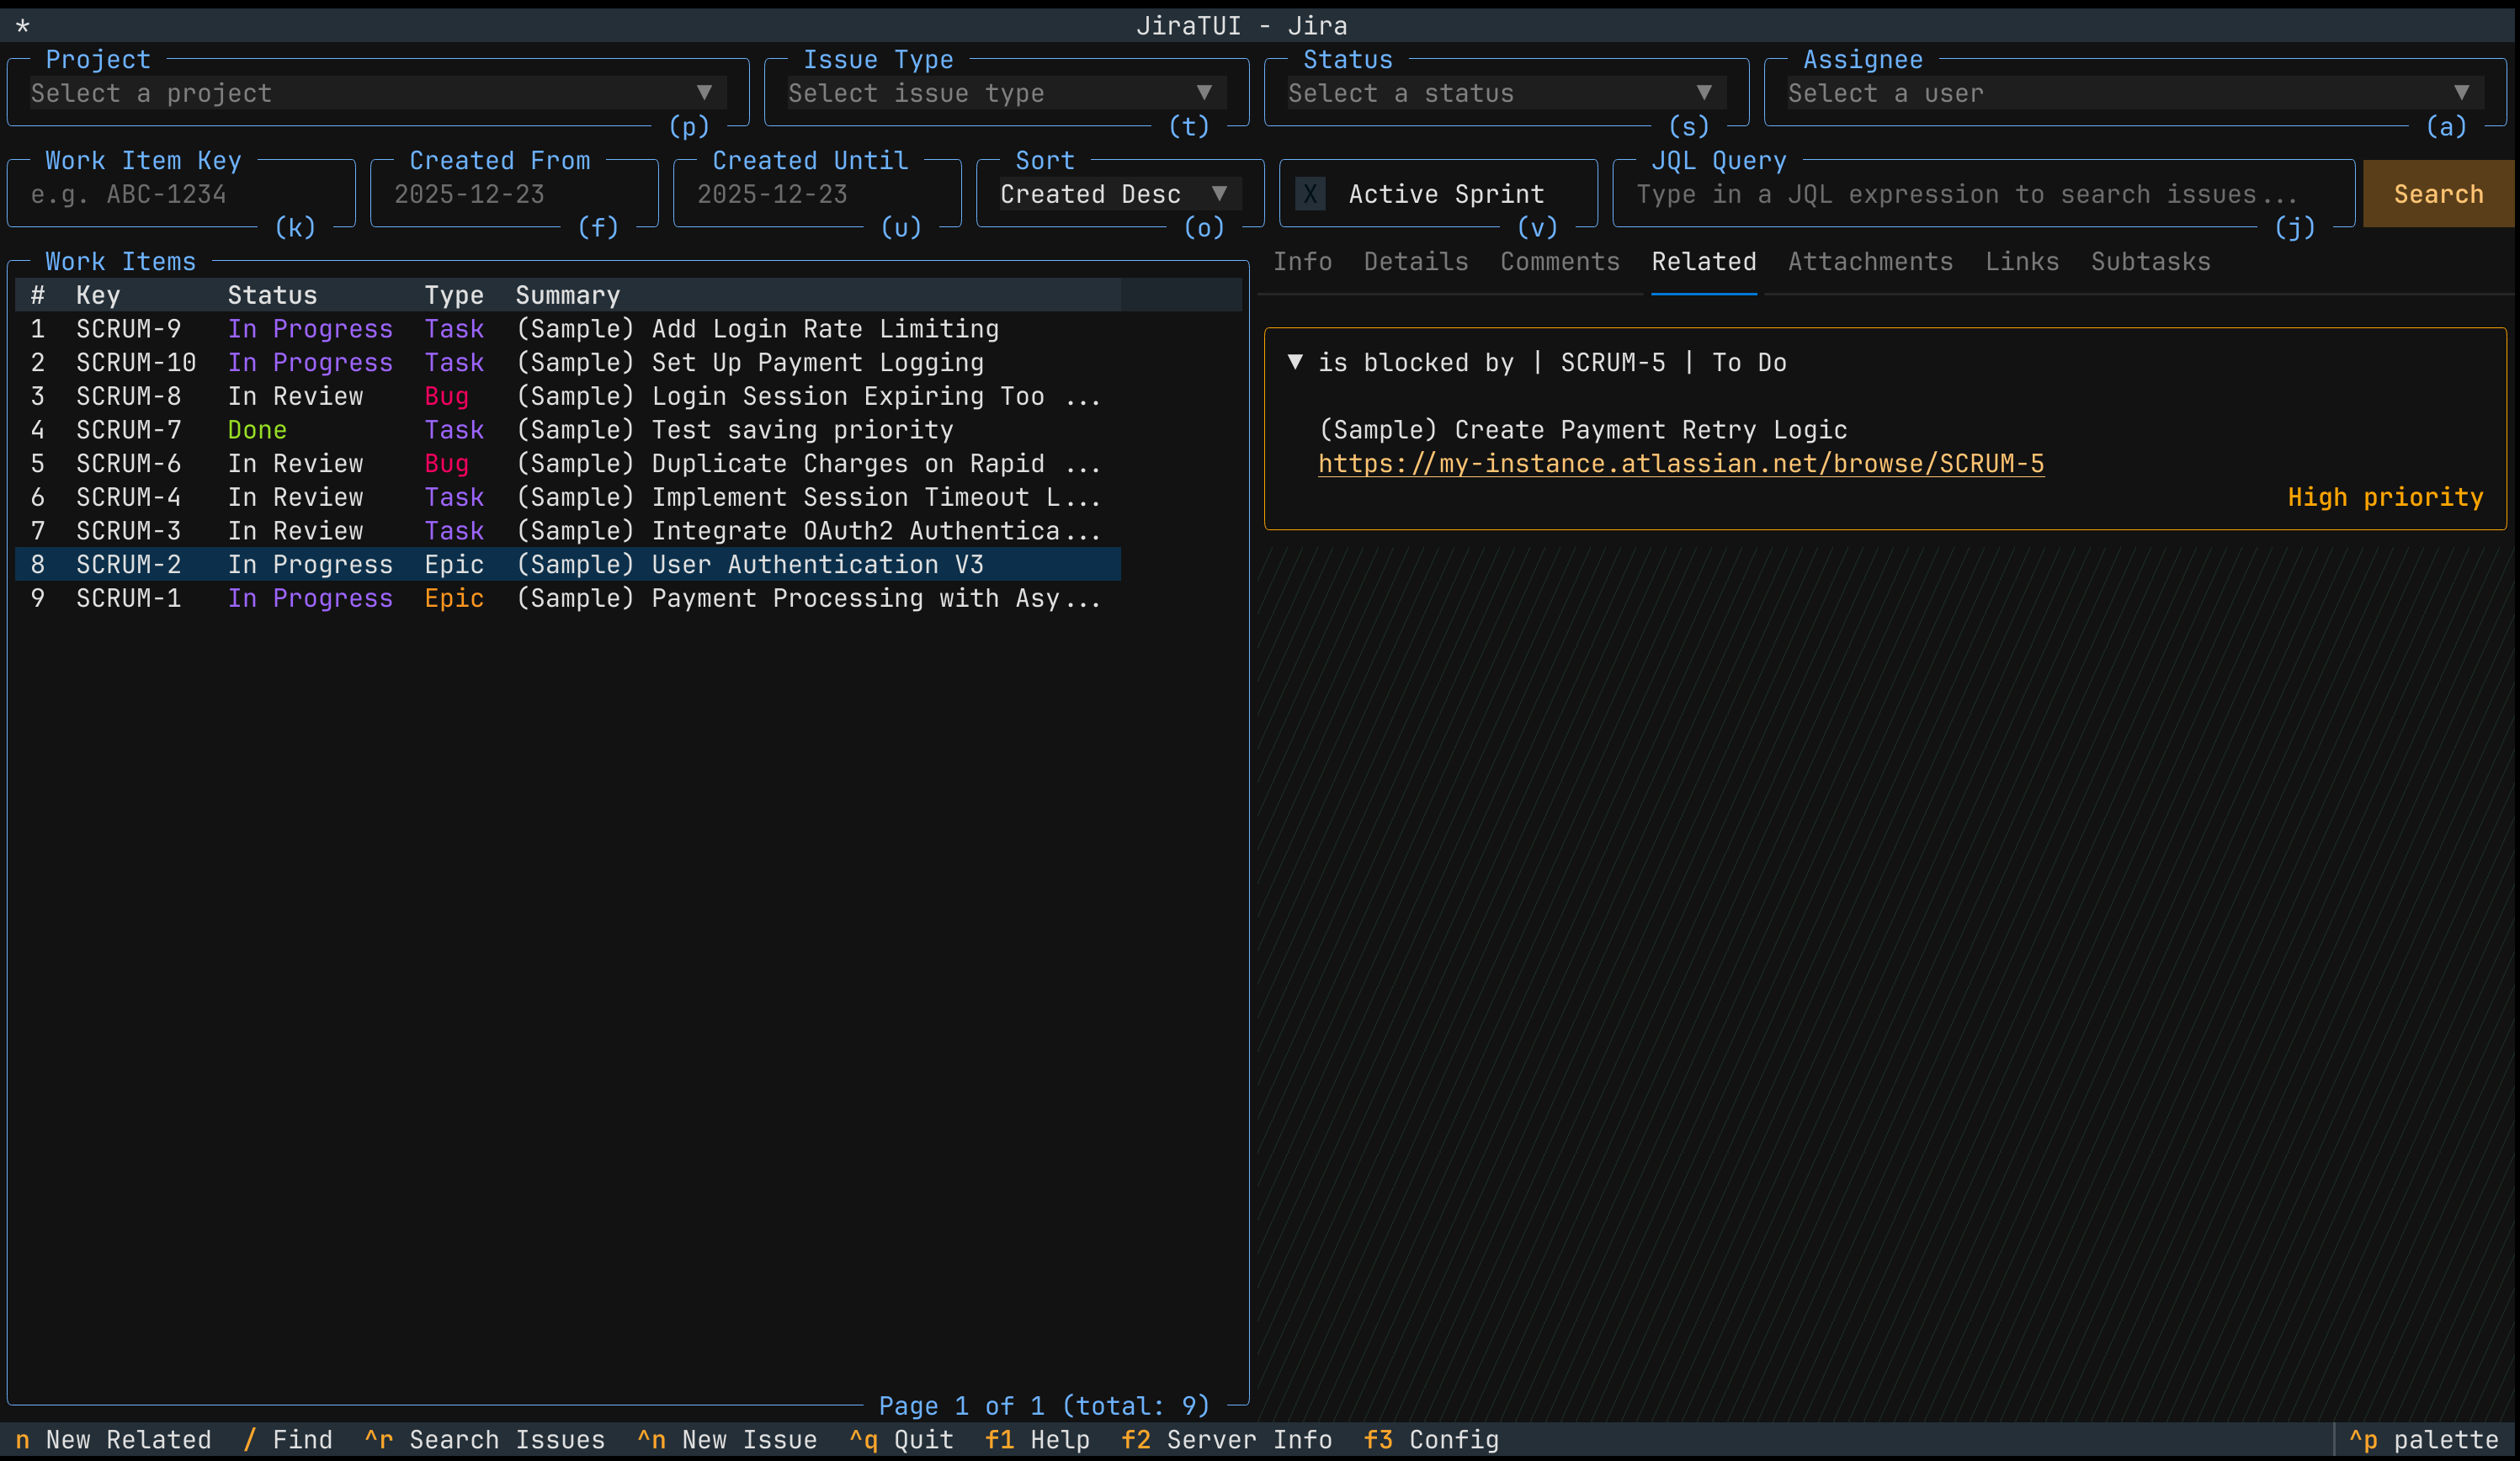 * JiraTUI - Jira
Project Issue Type Status Assignee
Select a project ▼ Select issue type ▼ Select a status ▼ Select a user ▼
(p) (t) (s) (a)
Work Item Key Created From Created Until Sort JQL Query
e.g. ABC-1234 2025-12-23 2025-12-23 Created Desc ▼ X Active Sprint Type in a JQL expression to search issues... Search
(k) (f) (u) (o) (v) (j)
Work Items
# Key Status Type Summary
1 SCRUM-9 In Progress Task (Sample) Add Login Rate Limiting
2 SCRUM-10 In Progress Task (Sample) Set Up Payment Logging
3 SCRUM-8 In Review Bug (Sample) Login Session Expiring Too ...
4 SCRUM-7 Done Task (Sample) Test saving priority
5 SCRUM-6 In Review Bug (Sample) Duplicate Charges on Rapid ...
6 SCRUM-4 In Review Task (Sample) Implement Session Timeout L...
7 SCRUM-3 In Review Task (Sample) Integrate OAuth2 Authentica...
8 SCRUM-2 In Progress Epic (Sample) User Authentication V3
9 SCRUM-1 In Progress Epic (Sample) Payment Processing with Asy...
Page 1 of 1 (total: 9)
Info Details Comments Related Attachments Links Subtasks
▼ is blocked by | SCRUM-5 | To Do
(Sample) Create Payment Retry Logic
https://my-instance.atlassian.net/browse/SCRUM-5
High priority
n New Related / Find ^r Search Issues ^n New Issue ^q Quit f1 Help f2 Server Info f3 Config ^p palette